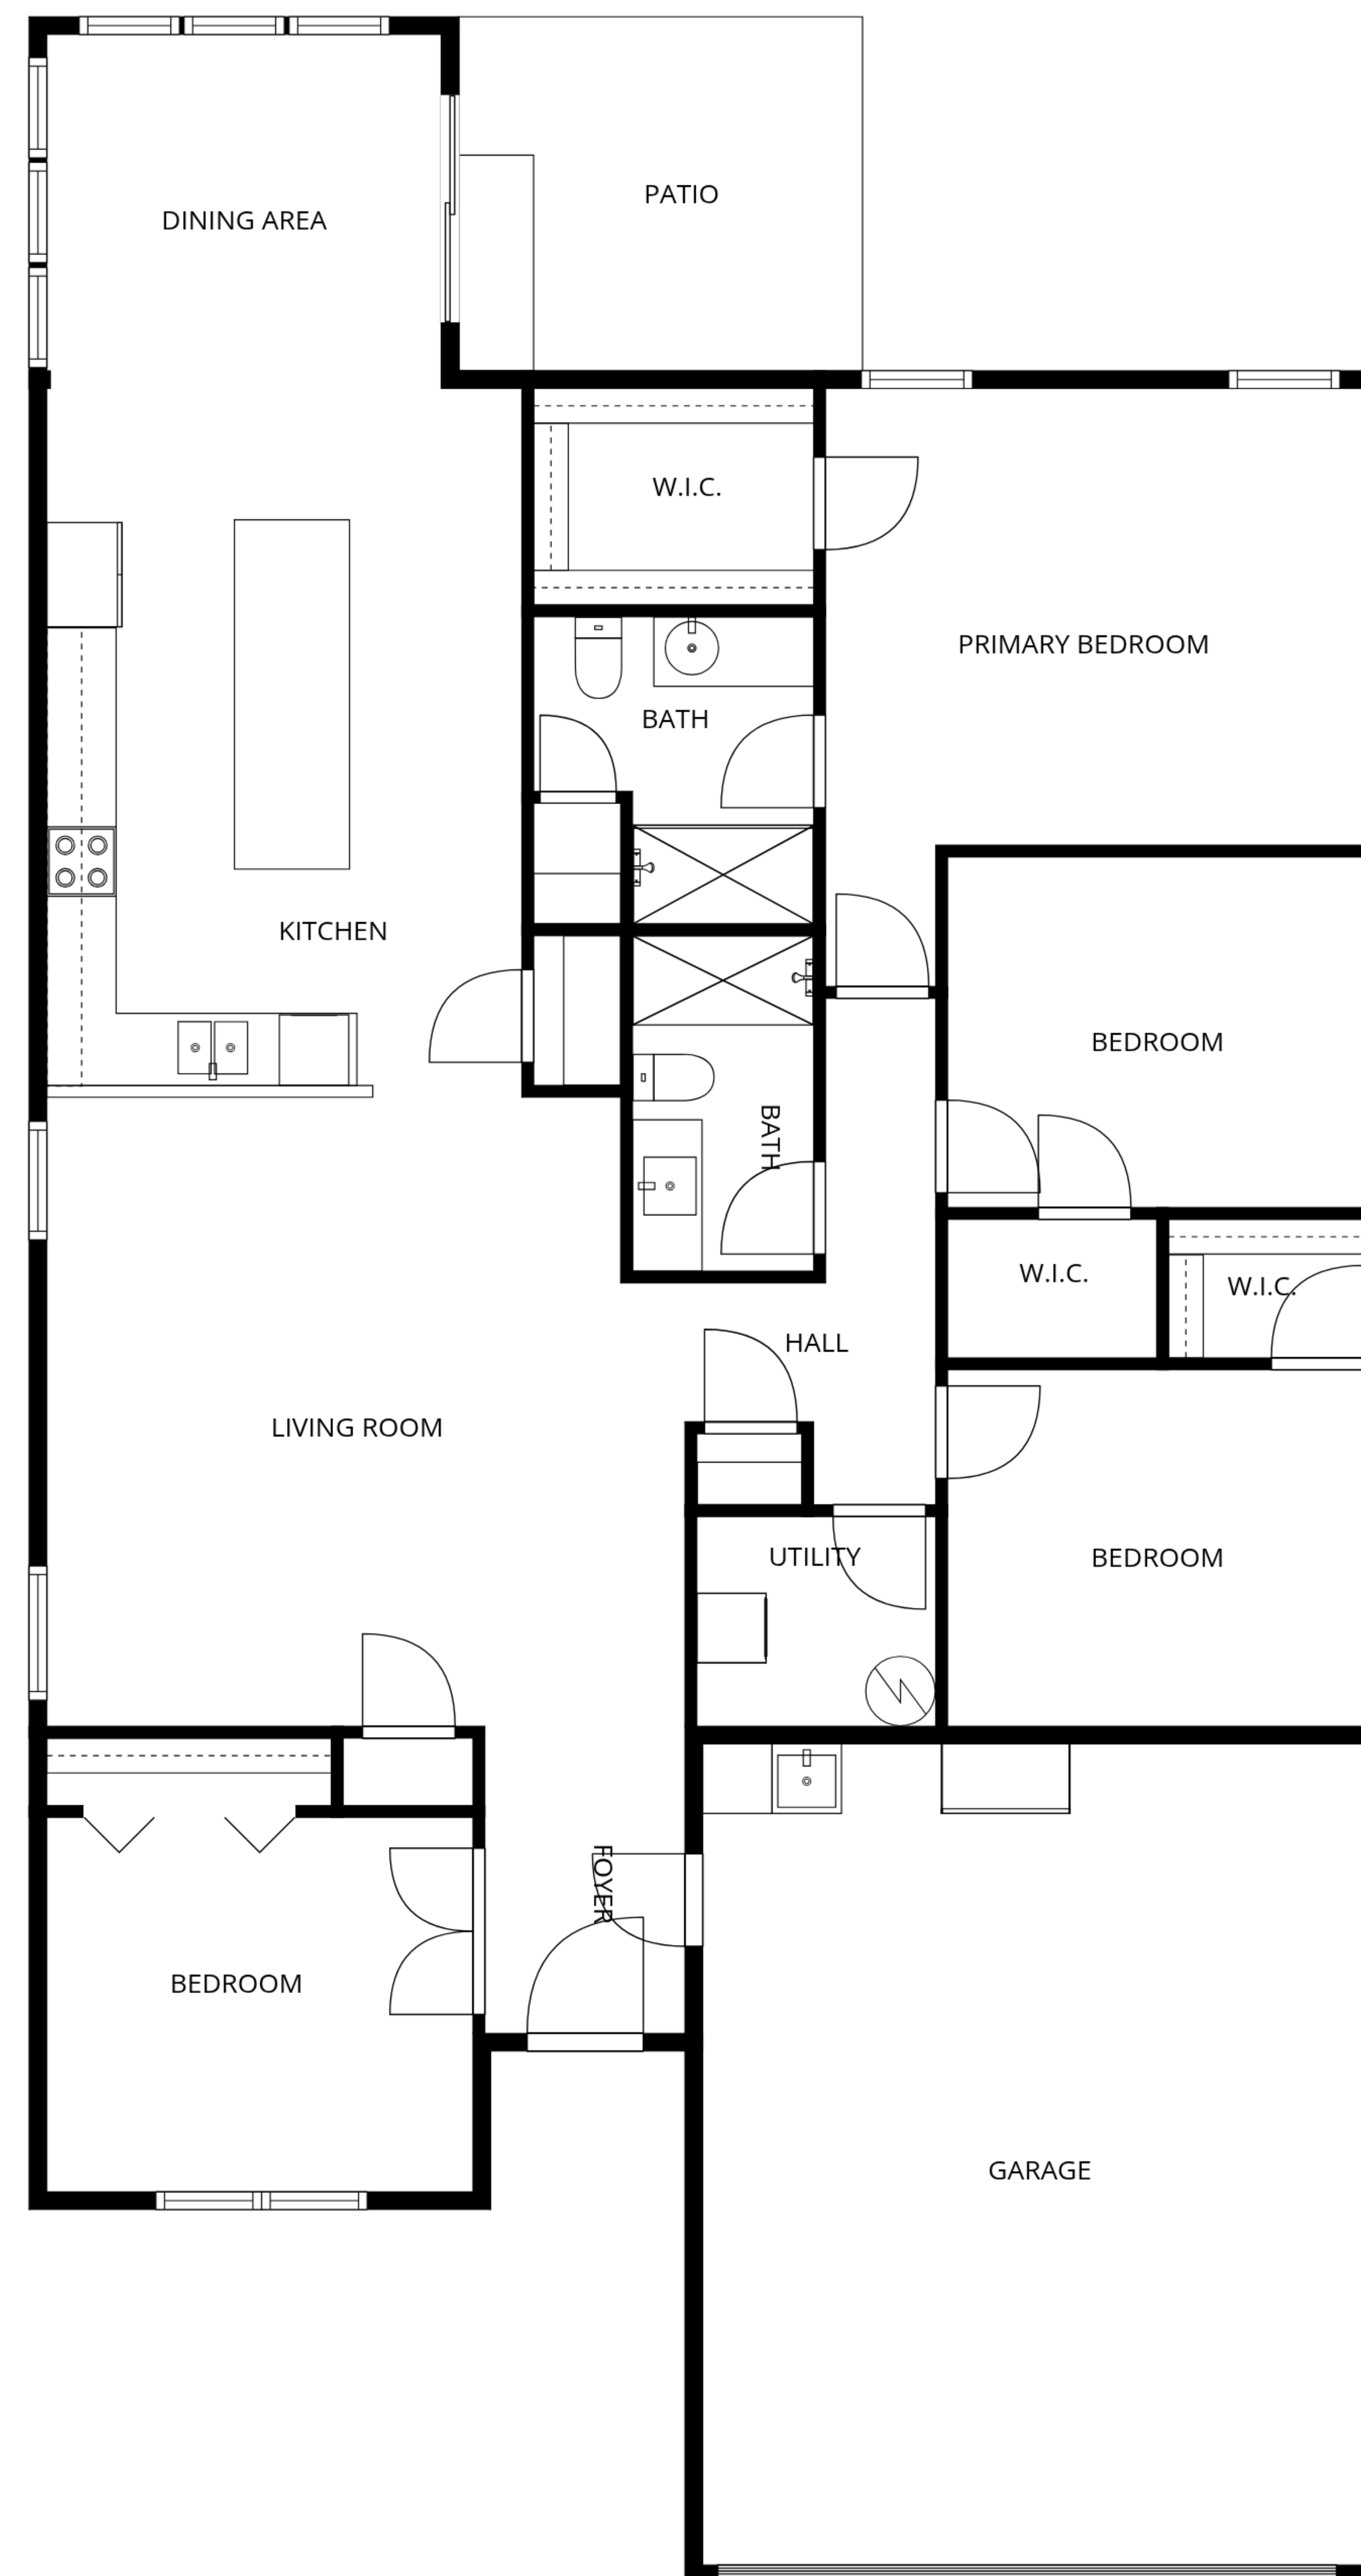 PATIO
DINING AREA
W.I.C.
PRIMARY BEDROOM
BATH
KITCHEN
BEDROOM
BATH
W.I.C.
W.I.C.
HALL
LIVING ROOM
UTILITY
BEDROOM
FOYER
BEDROOM
GARAGE